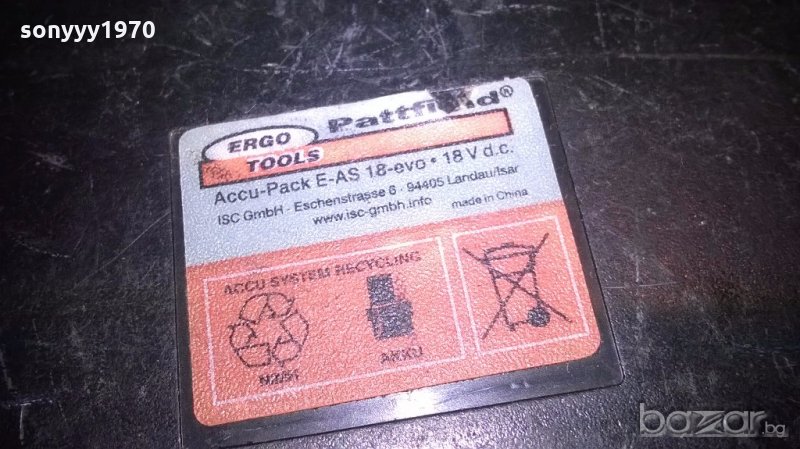 sonyyy1970
Pattfield®
ERGO
TOOLS
Accu-Pack E-AS 18-evo • 18 V d.c.
ISC GmbH - Eschenstrasse 6 - 94405 Landau/Isar
www.isc-gmbh.info made in China
ACCU SYSTEM RECYCLING
AKKU
bazar.bg